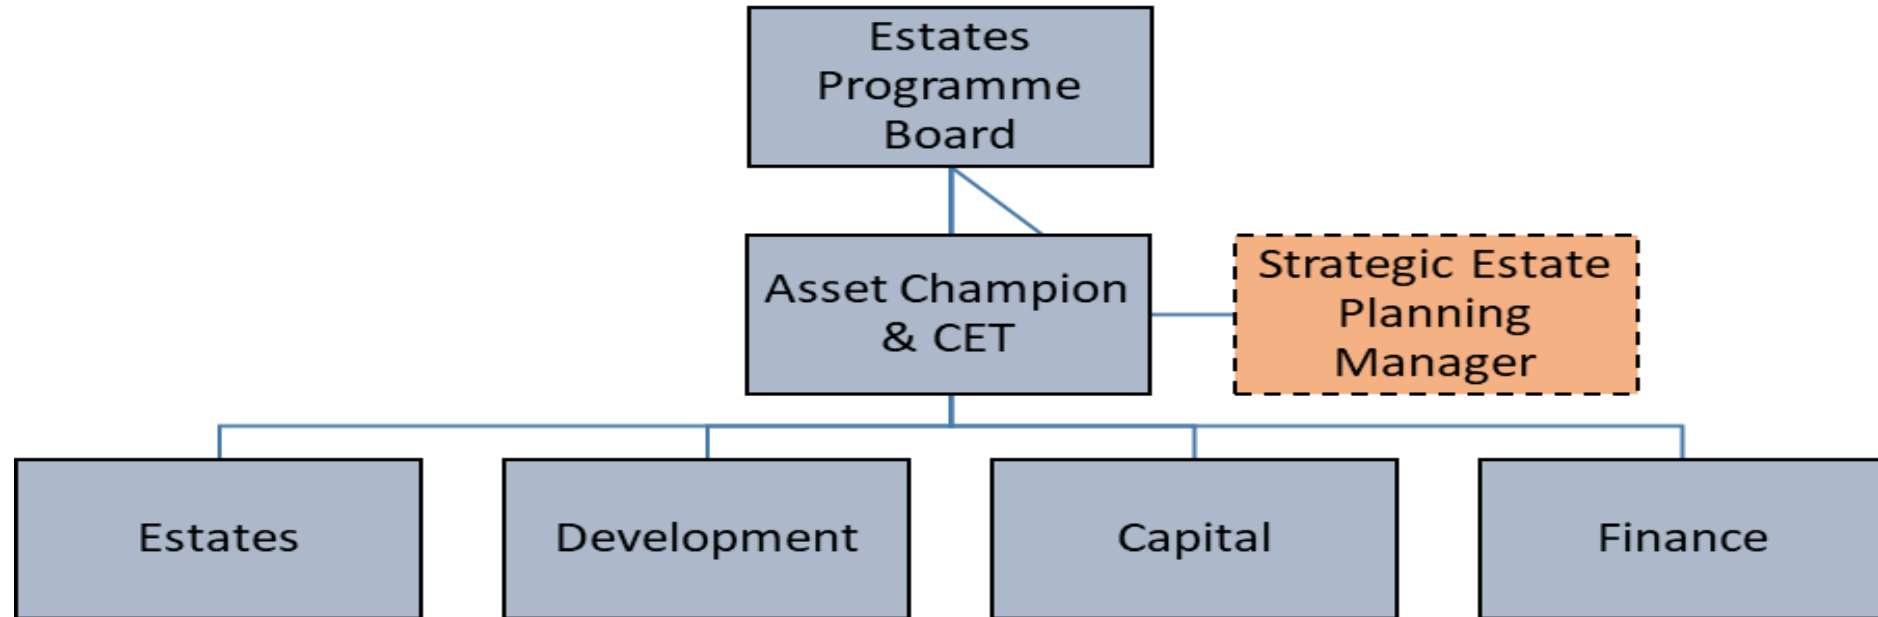 Estates
Programme
Board
Asset Champion
& CET
Strategic Estate
Planning
Manager
Estates
Development
Capital
Finance